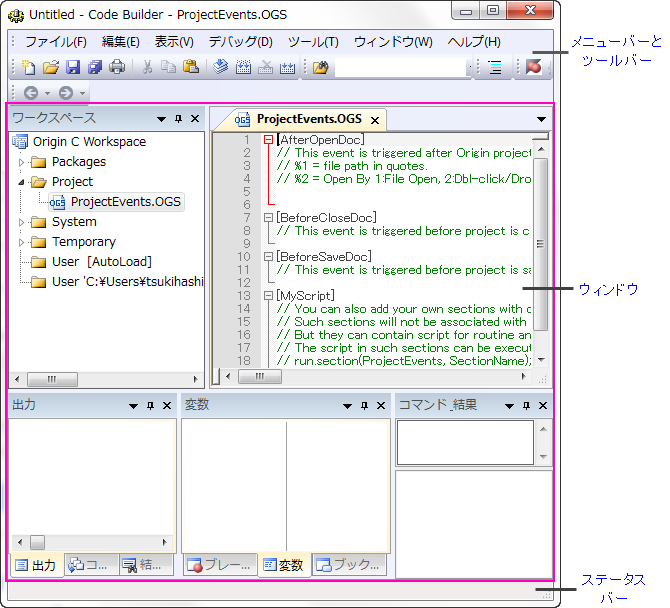 Untitled - Code Builder - ProjectEvents.OGS
ファイル(F) 編集(E) 表示(V) デバッグ(D) ツール(T) ウィンドウ(W) ヘルプ(H)
メニューバーと
ツールバー
ワークスペース
Origin C Workspace
Packages
Project
ProjectEvents.OGS
System
Temporary
User [AutoLoad]
User 'C:¥Users¥tsukihashi
ProjectEvents.OGS
1 [AfterOpenDoc]
2 // This event is triggered after Origin project
3 // %1 = file path in quotes.
4 // %2 = Open By 1:File Open, 2:Dbl-click/Dro
5
6
7 [BeforeCloseDoc]
8 // This event is triggered before project is c
9
10 [BeforeSaveDoc]
11 // This event is triggered before project is sa
12
13 [MyScript]
14 // You can also add your own sections with
15 // Such sections will not be associated with
16 // But they can contain script for routine an
17 // The script in such sections can be execut
18 // run.section(ProjectEvents, SectionName);
ウィンドウ
出力
変数
コマンド_結果
出力 コ... 結...
ブレー... 変数 ブック...
ステータス
バー